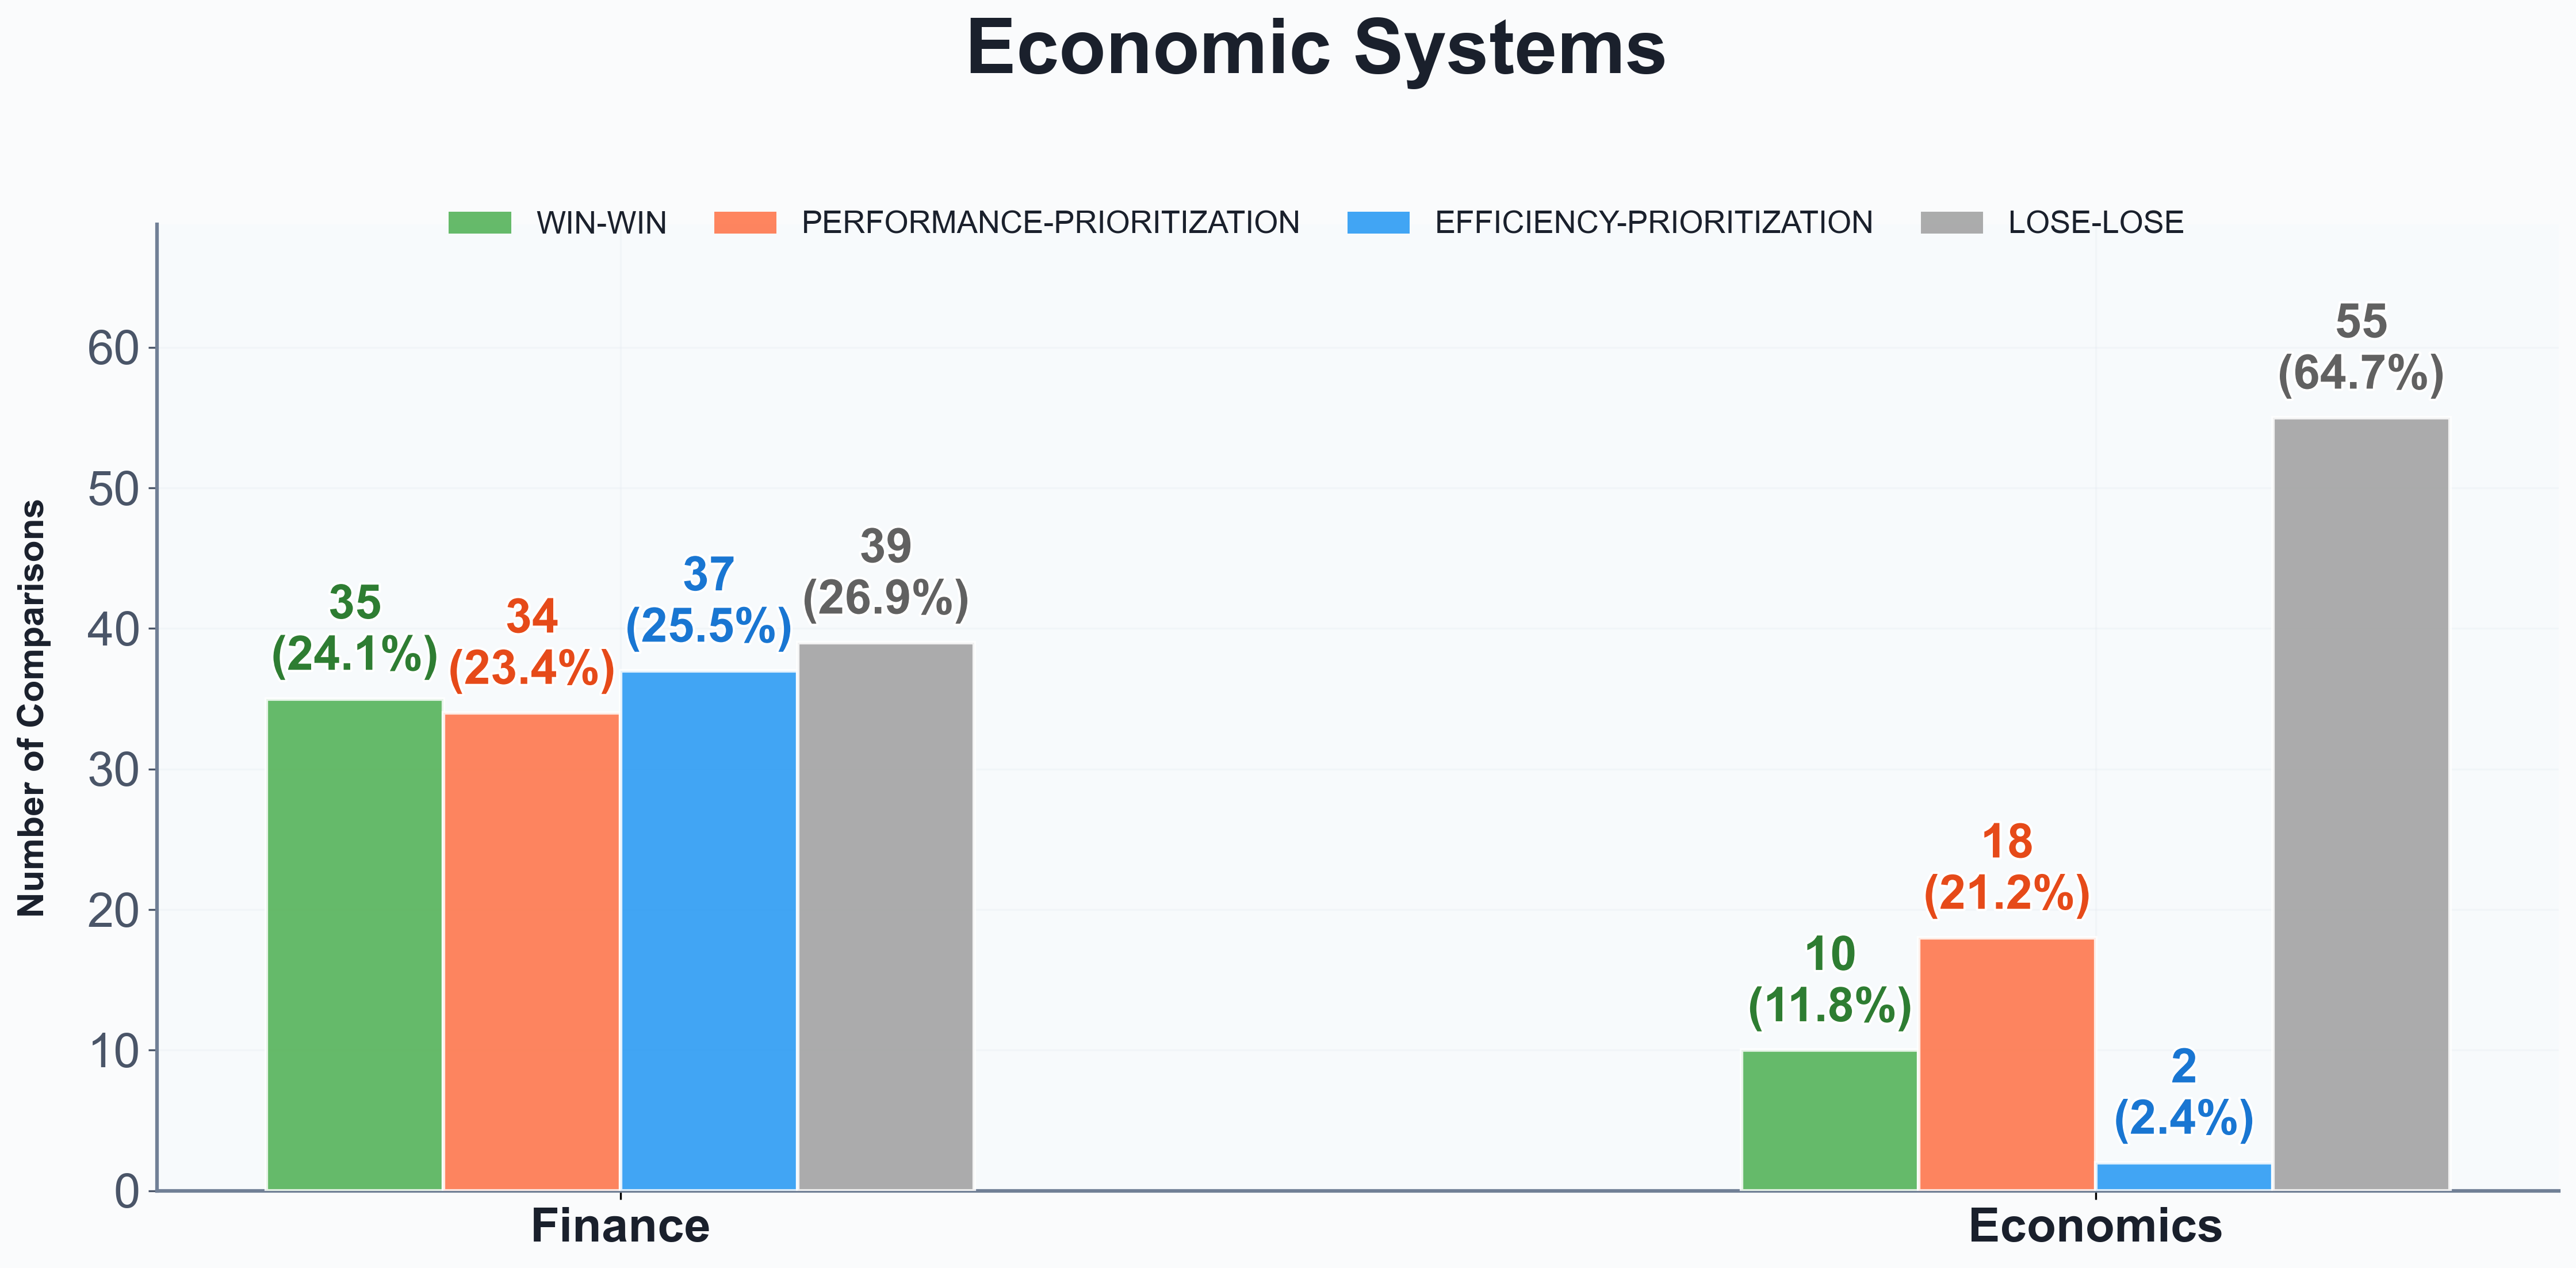 Economic Systems
WIN-WIN
PERFORMANCE-PRIORITIZATION
EFFICIENCY-PRIORITIZATION
LOSE-LOSE
Number of Comparisons
60
50
40
30
20
10
0
35
(24.1%)
34
(23.4%)
37
(25.5%)
39
(26.9%)
10
(11.8%)
18
(21.2%)
2
(2.4%)
55
(64.7%)
Finance
Economics